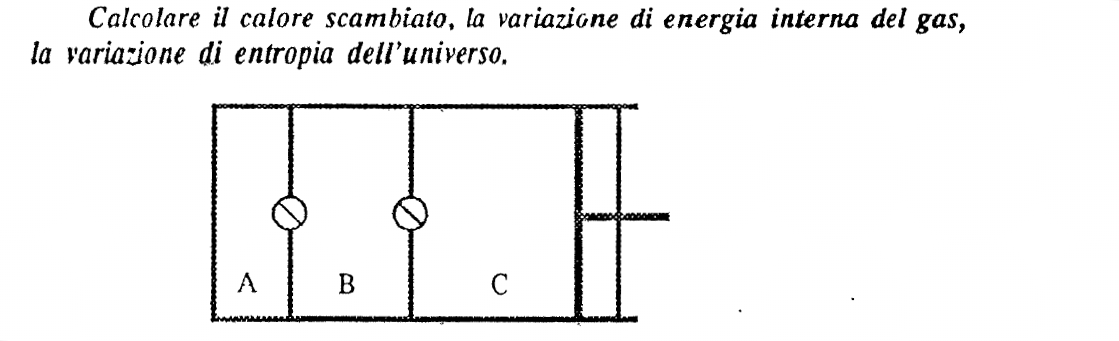 Calcolare il calore scambiato, la variazione di energia interna del gas,
la variazione di entropia dell'universo.
A B C